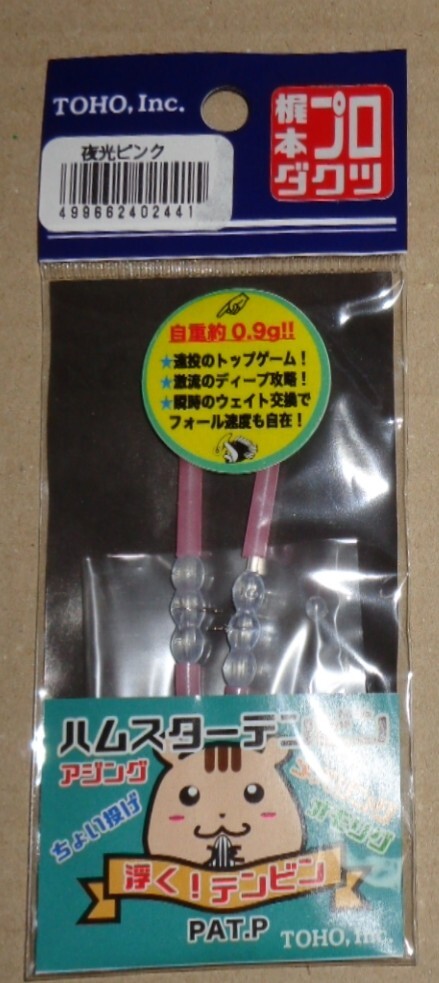 TOHO, Inc.
梶本
プロダクツ
夜光ピンク
499662402441
自重約 0.9g!!
★遠投のトップゲーム！
★激流のディープ攻略！
★瞬時のウェイト交換で
フォール速度も自在！
ハムスターテンビン
アジング
ちょい投げ
浮く！テンビン
PAT.P
TOHO, Inc.